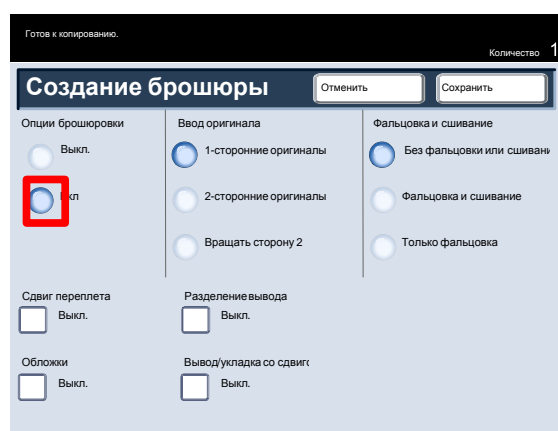 Готов к копированию.
Количество 1
Создание брошюры
Отменить
Сохранить
Опции брошюровки
Ввод оригинала
Фальцовка и сшивание
Выкл.
1-сторонние оригиналы
Без фальцовки или сшиван
кл
2-сторонние оригиналы
Фальцовка и сшивание
Вращать сторону 2
Только фальцовка
Сдвиг переплета
Разделение вывода
Выкл.
Выкл.
Обложки
Вывод/укладка со сдвиго
Выкл.
Выкл.